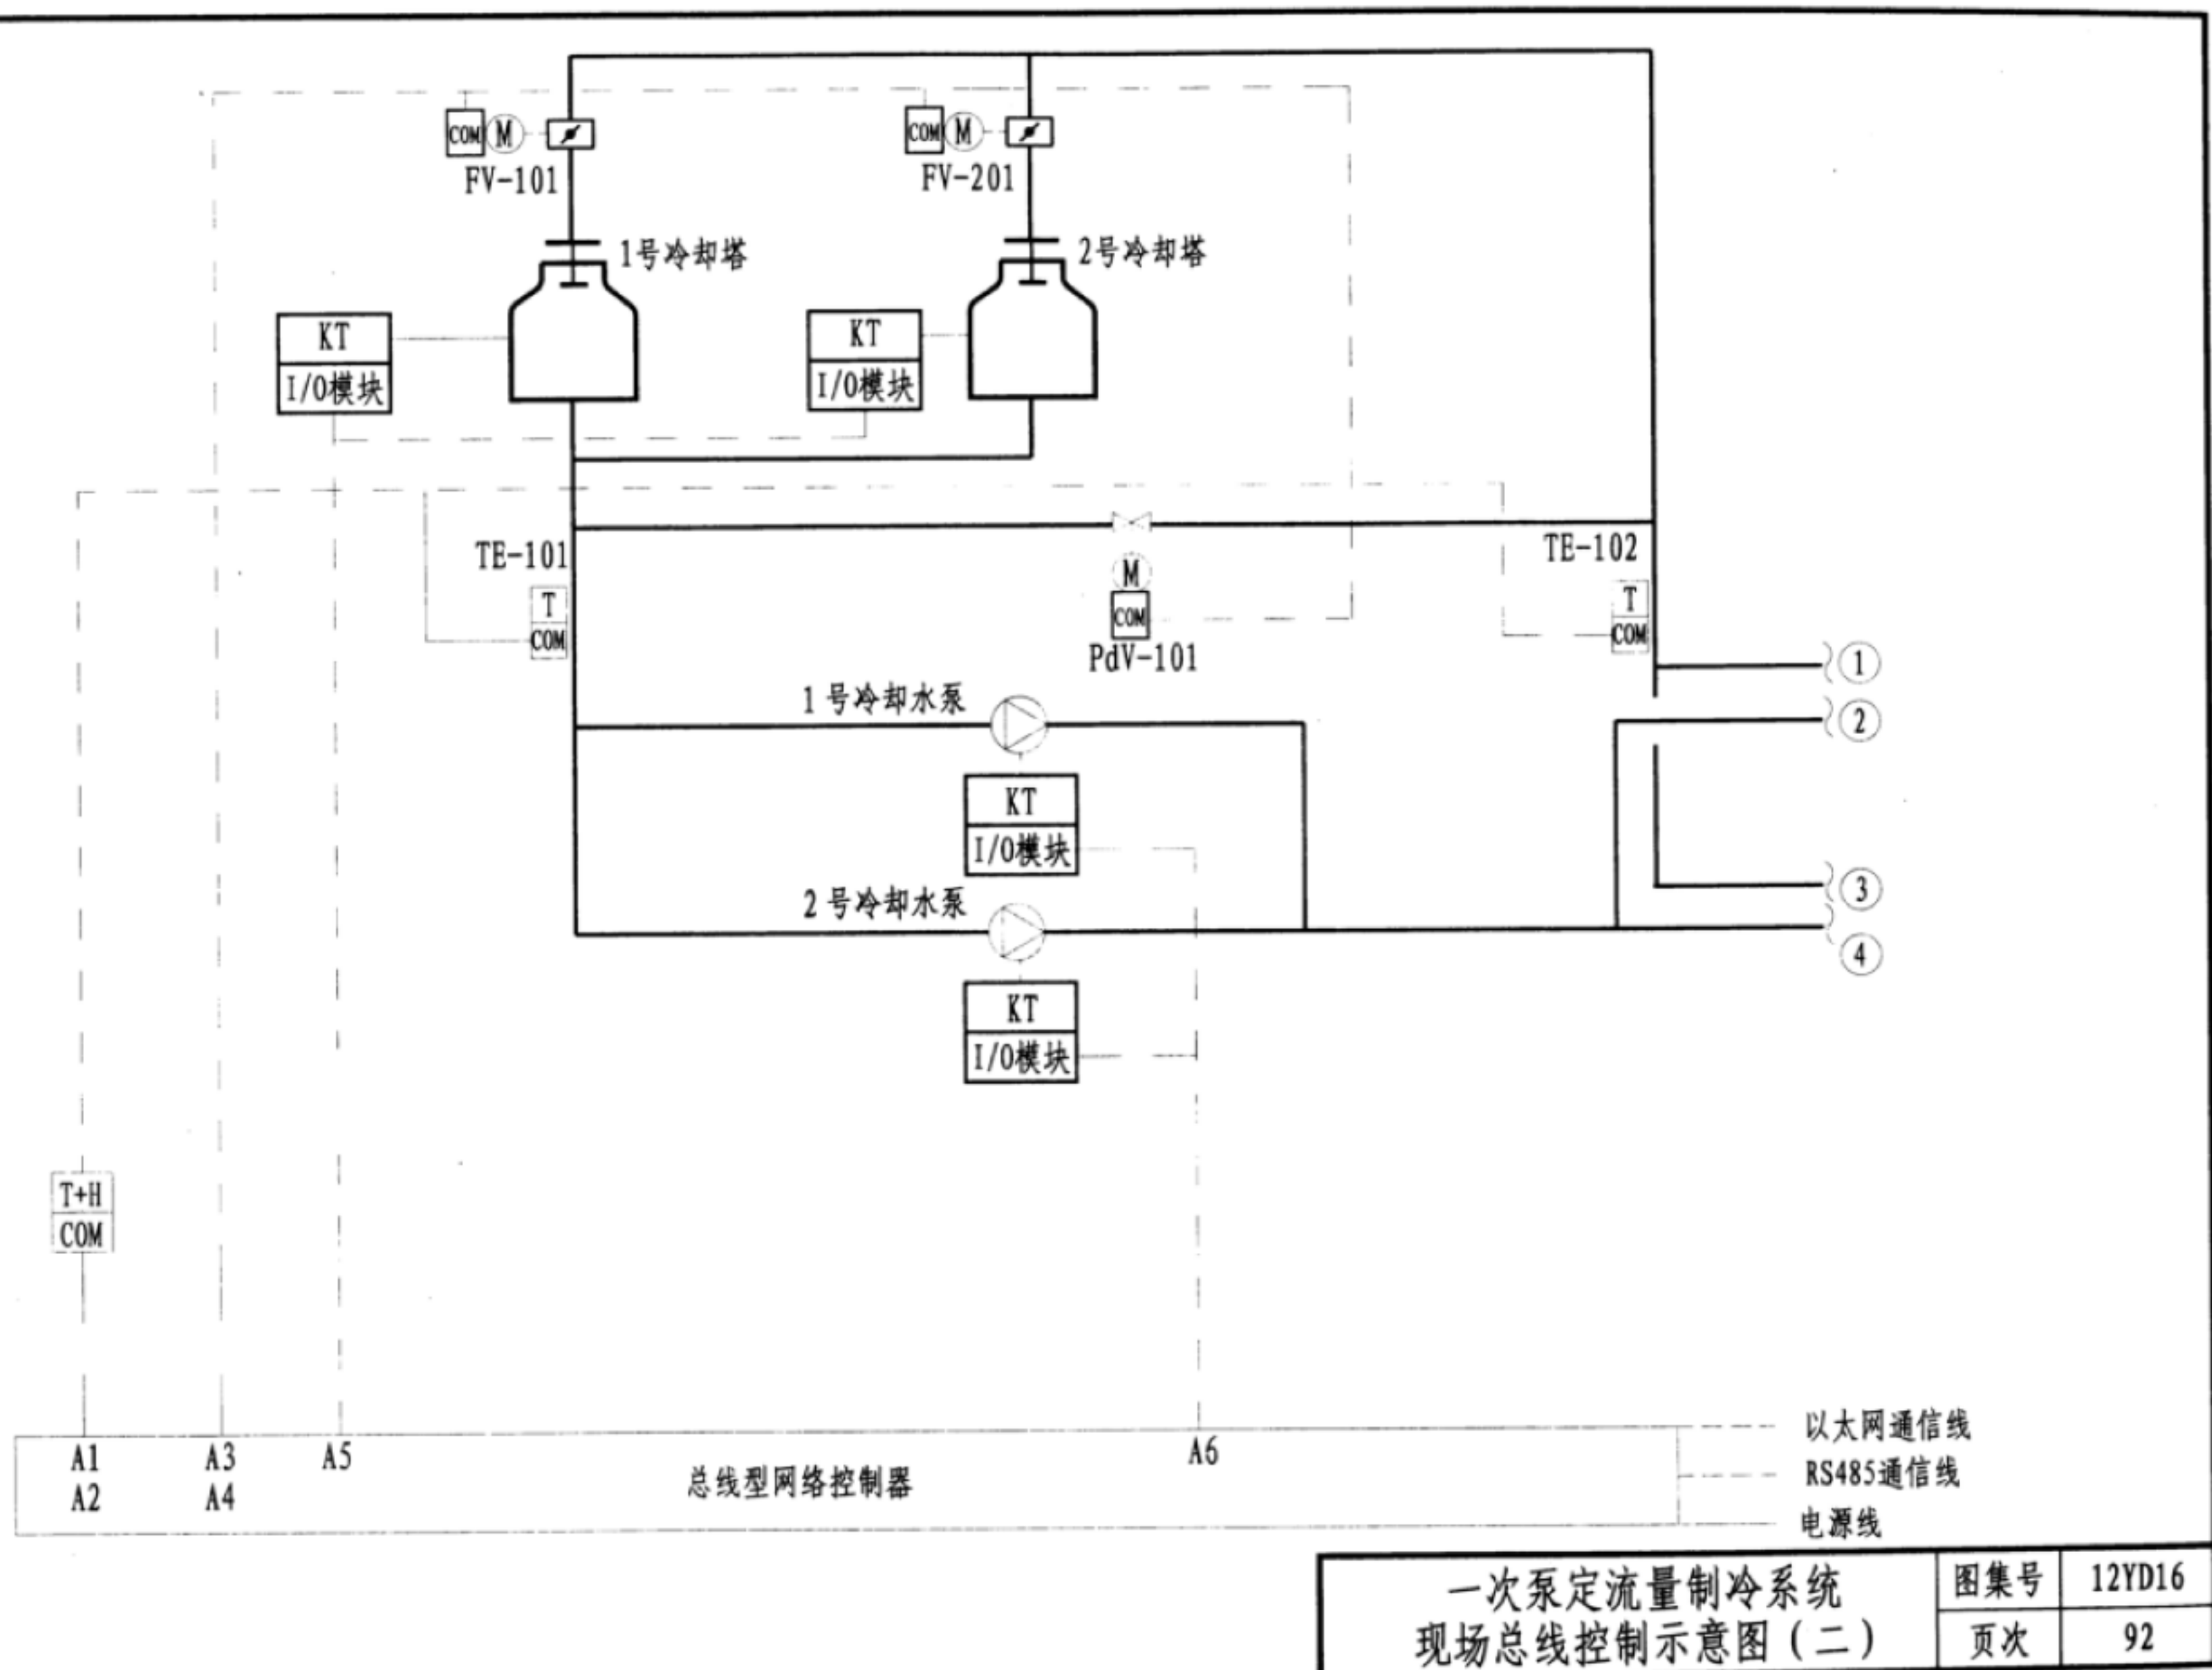 COM
M
FV-101
COM
M
FV-201
1号冷却塔
2号冷却塔
KT
I/O模块
KT
I/O模块
TE-101
T
COM
M
COM
PdV-101
TE-102
T
COM
1号冷却水泵
KT
I/O模块
2号冷却水泵
KT
I/O模块
①
②
③
④
T+H
COM
A1
A2
A3
A4
A5
总线型网络控制器
A6
以太网通信线
RS485通信线
电源线
一次泵定流量制冷系统
现场总线控制示意图(二)
图集号
12YD16
页次
92